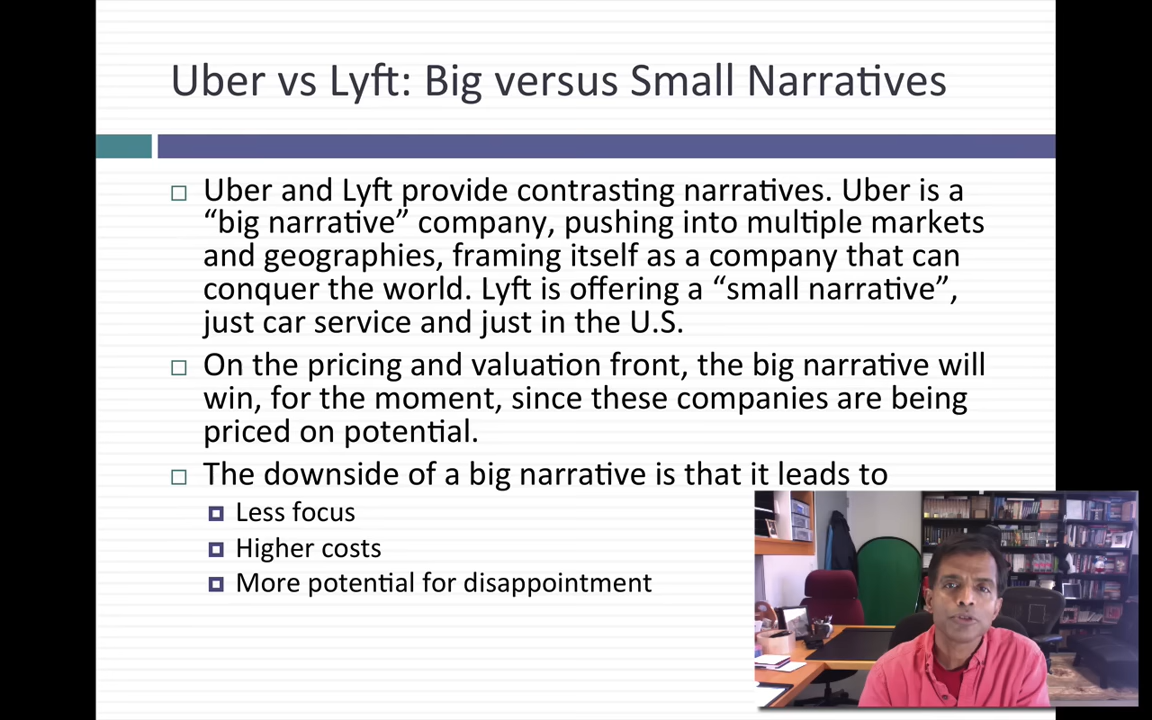 Uber vs Lyft: Big versus Small Narratives
Uber and Lyft provide contrasting narratives. Uber is a
“big narrative” company, pushing into multiple markets
and geographies, framing itself as a company that can
conquer the world. Lyft is offering a “small narrative”,
just car service and just in the U.S.
On the pricing and valuation front, the big narrative will
win, for the moment, since these companies are being
priced on potential.
The downside of a big narrative is that it leads to
Less focus
Higher costs
More potential for disappointment